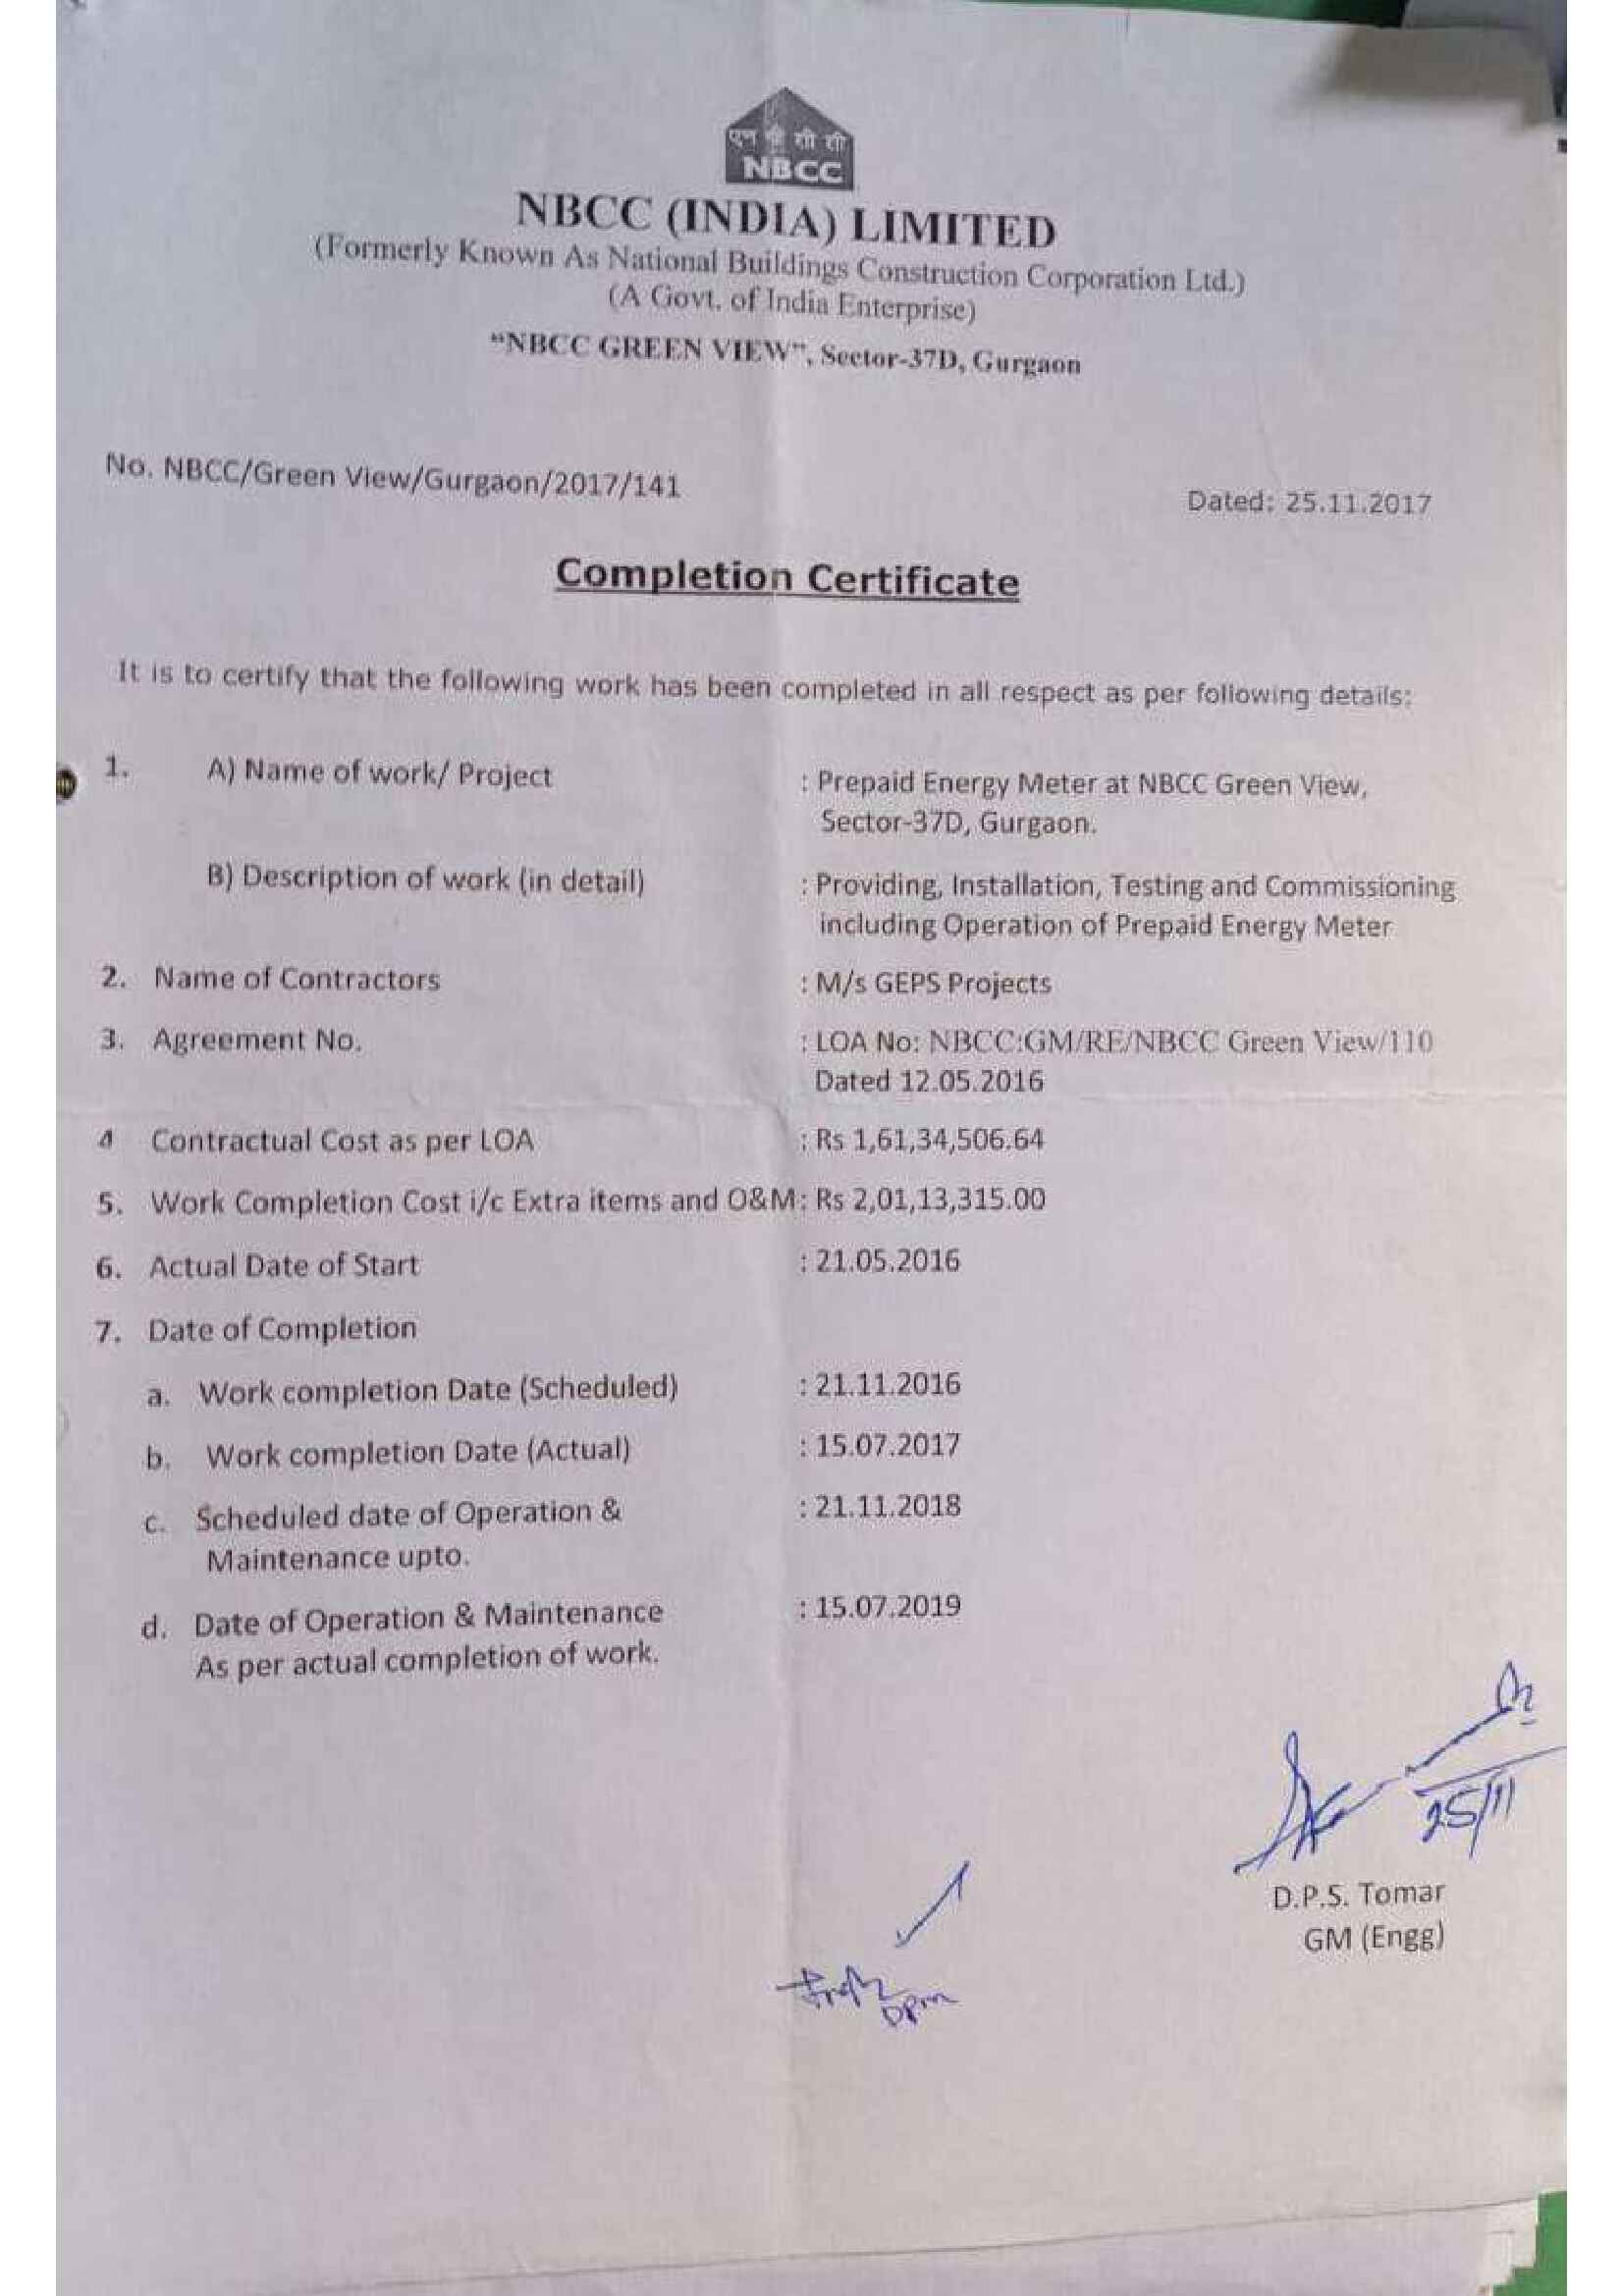 एन बी सी सी
NBCC
NBCC (INDIA) LIMITED
(Formerly Known As National Buildings Construction Corporation Ltd.)
(A Govt. of India Enterprise)
"NBCC GREEN VIEW", Sector-37D, Gurgaon
No. NBCC/Green View/Gurgaon/2017/141 Dated: 25.11.2017
Completion Certificate
It is to certify that the following work has been completed in all respect as per following details:
1. A) Name of work/ Project : Prepaid Energy Meter at NBCC Green View,
Sector-37D, Gurgaon.
B) Description of work (in detail) : Providing, Installation, Testing and Commissioning
including Operation of Prepaid Energy Meter
2. Name of Contractors : M/s GEPS Projects
3. Agreement No. : LOA No: NBCC:GM/RE/NBCC Green View/110
Dated 12.05.2016
4 Contractual Cost as per LOA : Rs 1,61,34,506.64
5. Work Completion Cost i/c Extra items and O&M: Rs 2,01,13,315.00
6. Actual Date of Start : 21.05.2016
7. Date of Completion
a. Work completion Date (Scheduled) : 21.11.2016
b. Work completion Date (Actual) : 15.07.2017
c. Scheduled date of Operation & : 21.11.2018
Maintenance upto.
d. Date of Operation & Maintenance : 15.07.2019
As per actual completion of work.
25/11
DPM
D.P.S. Tomar
GM (Engg)